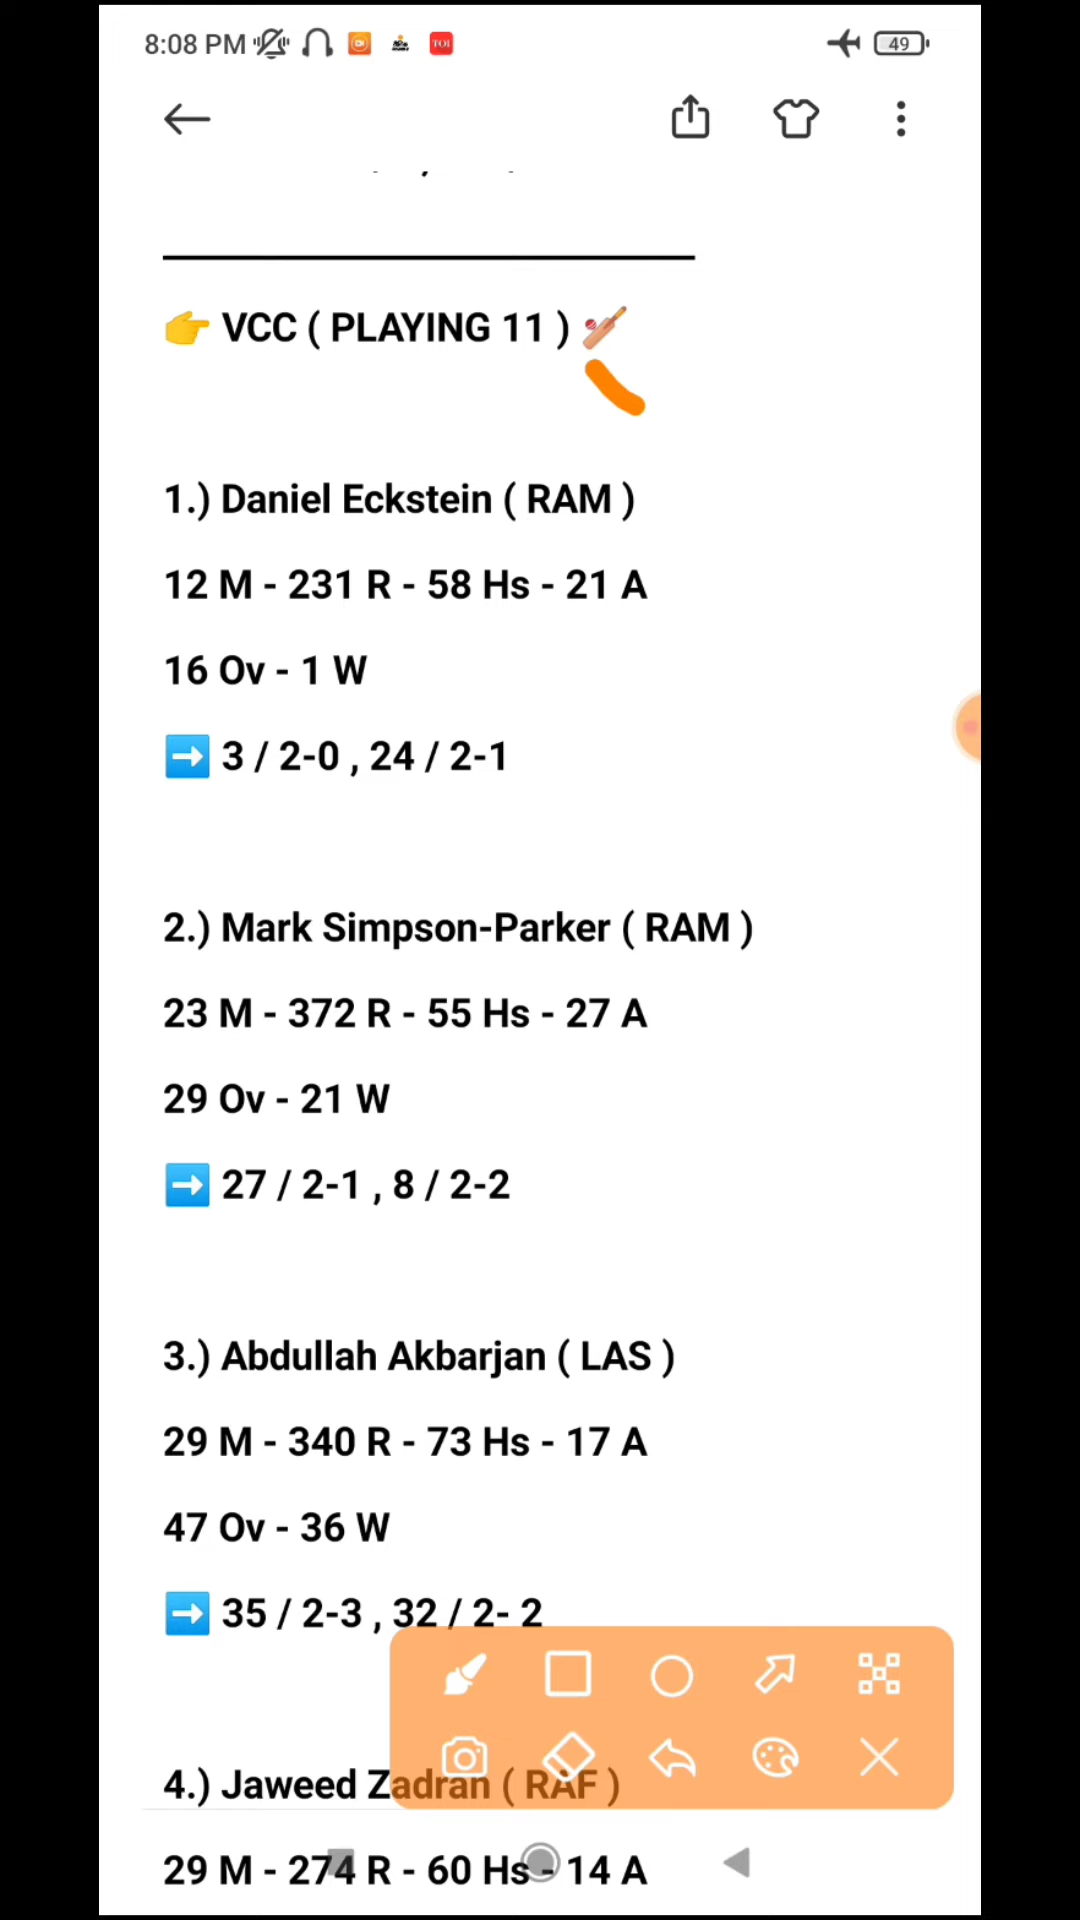 8:08 PM
TOI
49
VCC ( PLAYING 11 )
1.) Daniel Eckstein ( RAM )
12 M - 231 R - 58 Hs - 21 A
16 Ov - 1 W
3 / 2-0 , 24 / 2-1
2.) Mark Simpson-Parker ( RAM )
23 M - 372 R - 55 Hs - 27 A
29 Ov - 21 W
27 / 2-1 , 8 / 2-2
3.) Abdullah Akbarjan ( LAS )
29 M - 340 R - 73 Hs - 17 A
47 Ov - 36 W
35 / 2-3 , 32 / 2- 2
4.) Jaweed Zadran ( RAF )
29 M - 274 R - 60 Hs - 14 A